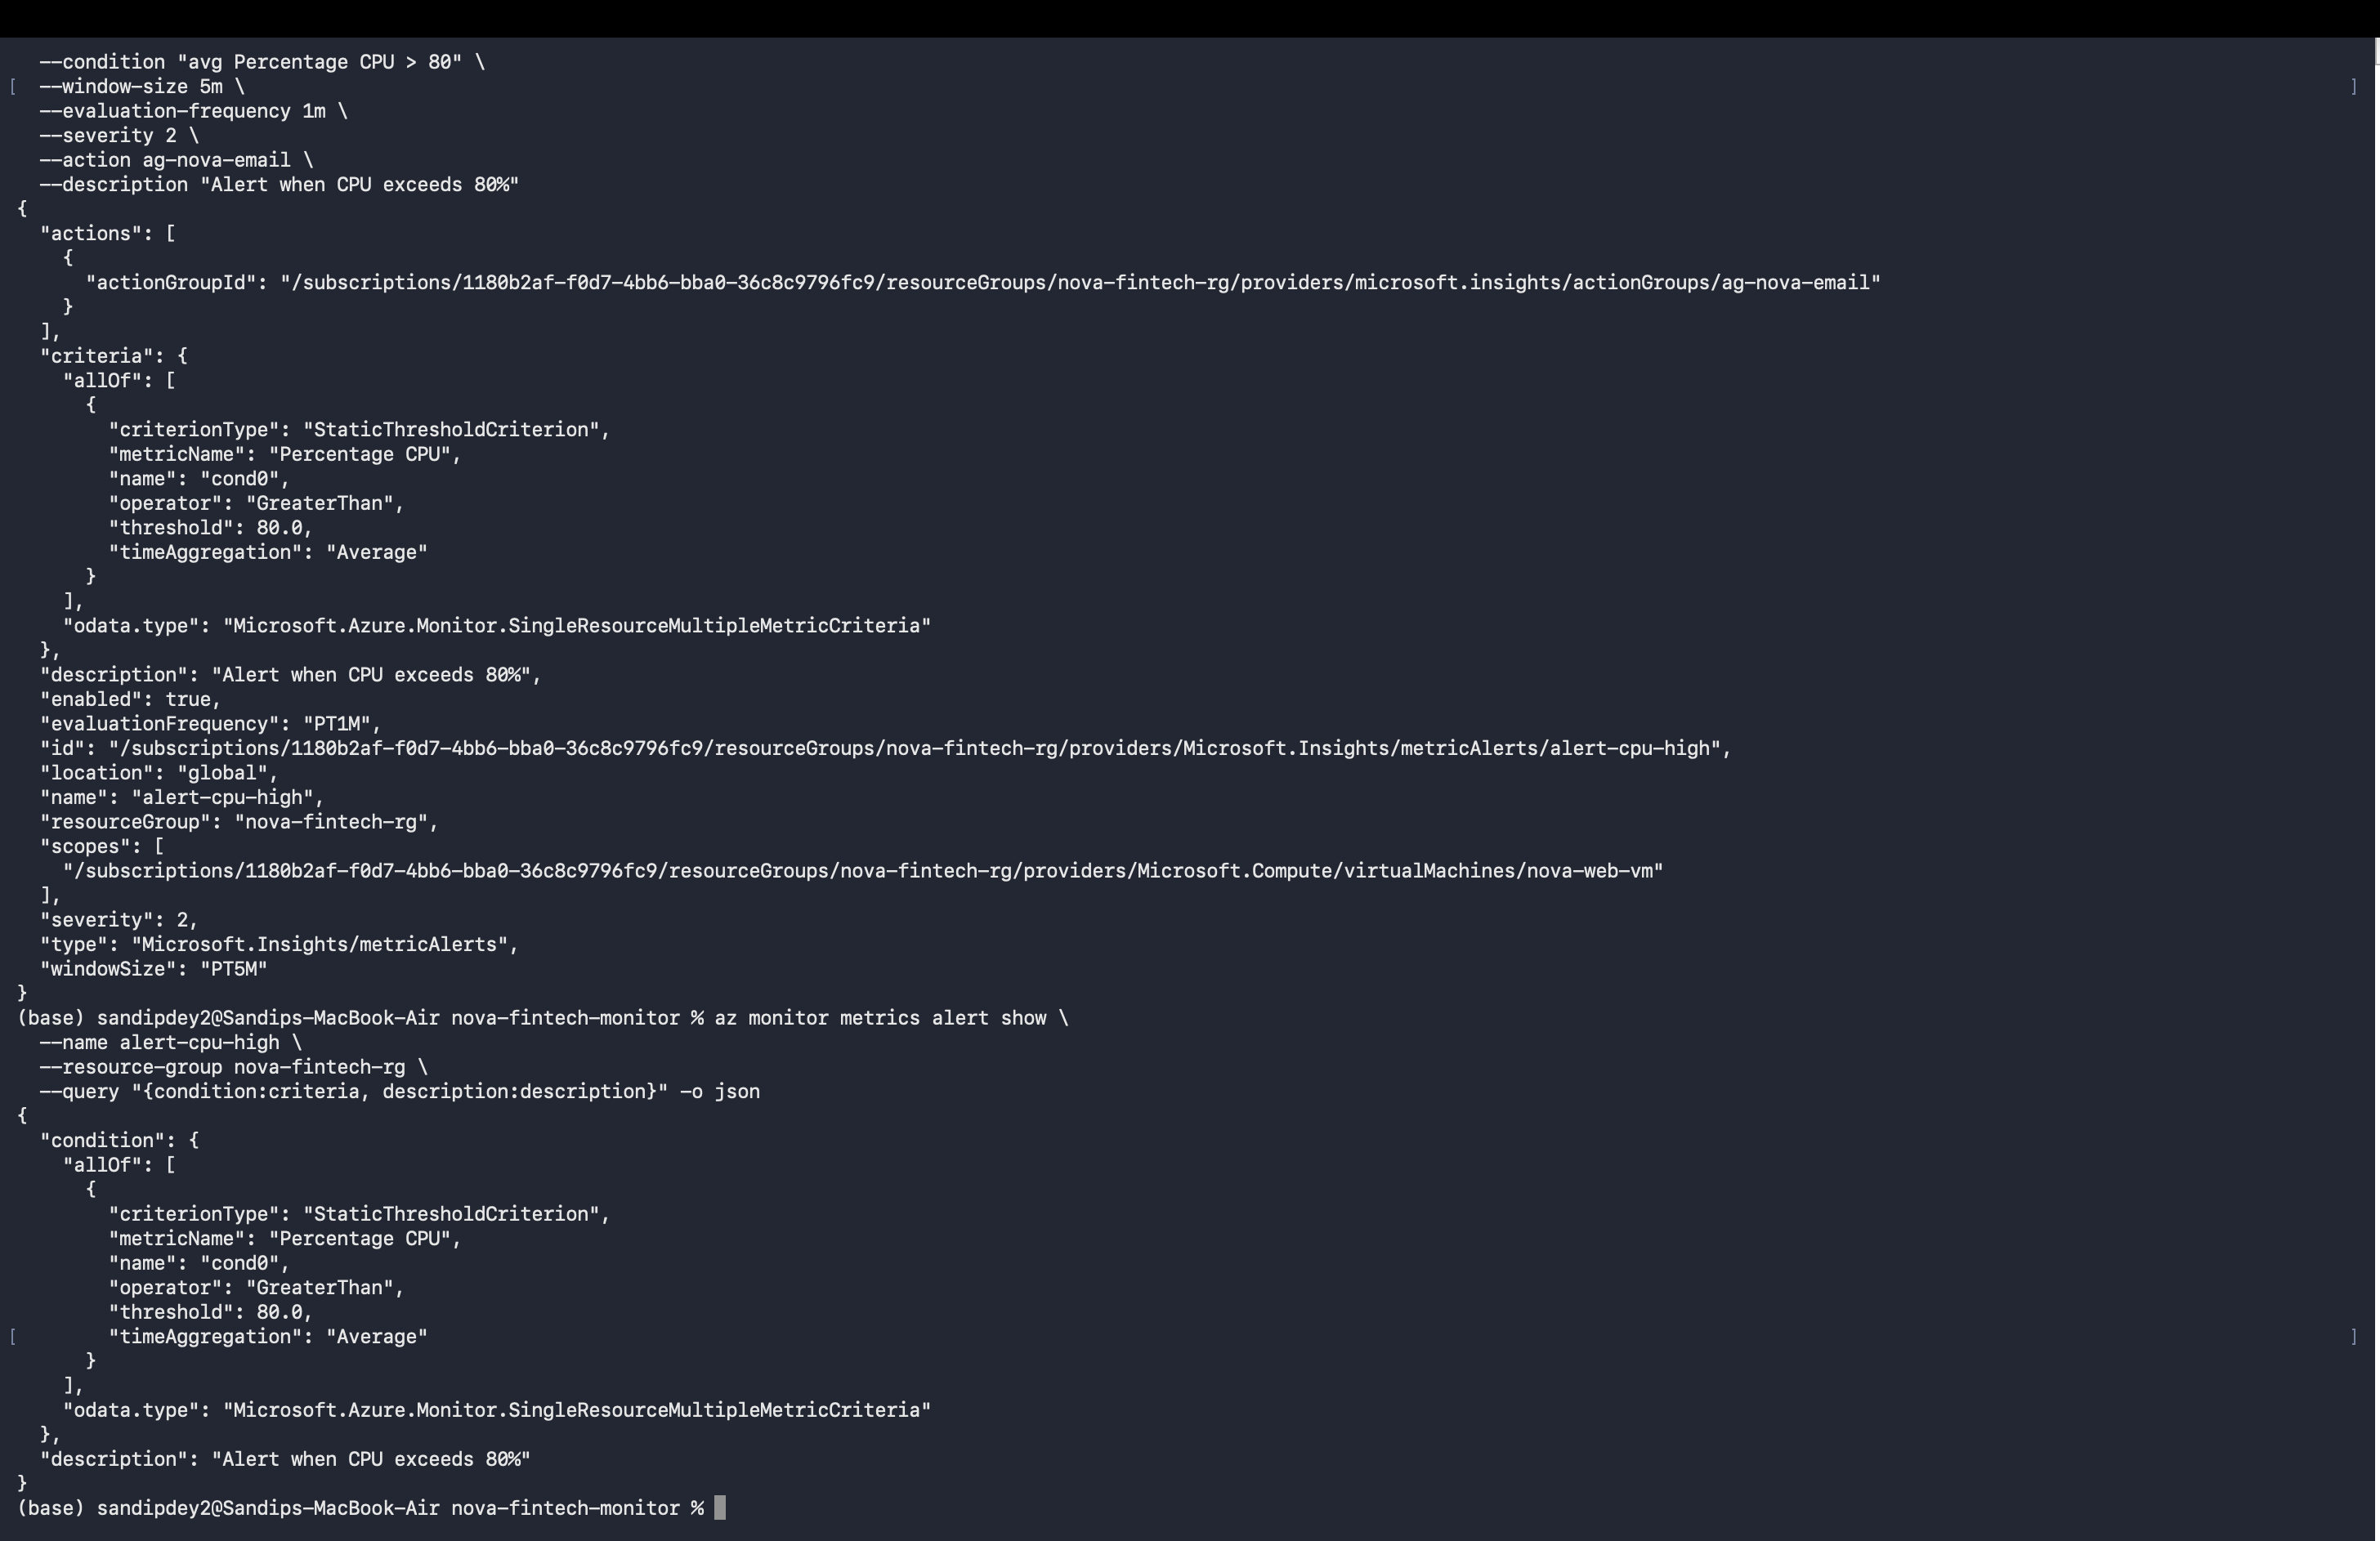 --condition "avg Percentage CPU > 80" \
[ --window-size 5m \ ]
  --evaluation-frequency 1m \
  --severity 2 \
  --action ag-nova-email \
  --description "Alert when CPU exceeds 80%"
{
  "actions": [
    {
      "actionGroupId": "/subscriptions/1180b2af-f0d7-4bb6-bba0-36c8c9796fc9/resourceGroups/nova-fintech-rg/providers/microsoft.insights/actionGroups/ag-nova-email"
    }
  ],
  "criteria": {
    "allOf": [
      {
        "criterionType": "StaticThresholdCriterion",
        "metricName": "Percentage CPU",
        "name": "cond0",
        "operator": "GreaterThan",
        "threshold": 80.0,
        "timeAggregation": "Average"
      }
    ],
    "odata.type": "Microsoft.Azure.Monitor.SingleResourceMultipleMetricCriteria"
  },
  "description": "Alert when CPU exceeds 80%",
  "enabled": true,
  "evaluationFrequency": "PT1M",
  "id": "/subscriptions/1180b2af-f0d7-4bb6-bba0-36c8c9796fc9/resourceGroups/nova-fintech-rg/providers/Microsoft.Insights/metricAlerts/alert-cpu-high",
  "location": "global",
  "name": "alert-cpu-high",
  "resourceGroup": "nova-fintech-rg",
  "scopes": [
    "/subscriptions/1180b2af-f0d7-4bb6-bba0-36c8c9796fc9/resourceGroups/nova-fintech-rg/providers/Microsoft.Compute/virtualMachines/nova-web-vm"
  ],
  "severity": 2,
  "type": "Microsoft.Insights/metricAlerts",
  "windowSize": "PT5M"
}
(base) sandipdey2@Sandips-MacBook-Air nova-fintech-monitor % az monitor metrics alert show \
  --name alert-cpu-high \
  --resource-group nova-fintech-rg \
  --query "{condition:criteria, description:description}" -o json
{
  "condition": {
    "allOf": [
      {
        "criterionType": "StaticThresholdCriterion",
        "metricName": "Percentage CPU",
        "name": "cond0",
        "operator": "GreaterThan",
        "threshold": 80.0,
[       "timeAggregation": "Average" ]
      }
    ],
    "odata.type": "Microsoft.Azure.Monitor.SingleResourceMultipleMetricCriteria"
  },
  "description": "Alert when CPU exceeds 80%"
}
(base) sandipdey2@Sandips-MacBook-Air nova-fintech-monitor %